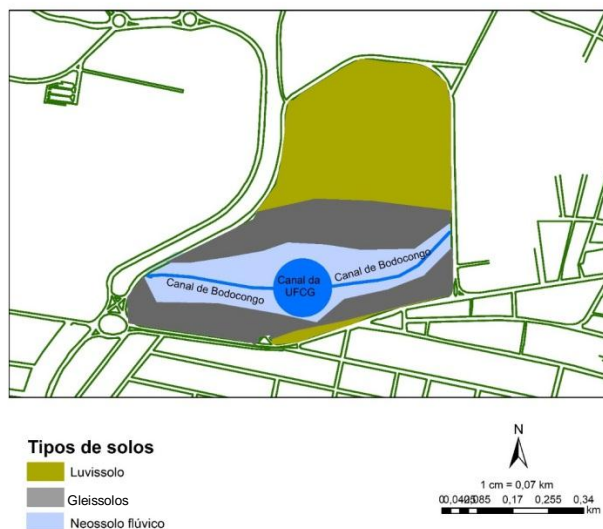 Canal da
UFCG
Canal de Bodocongo
Canal de Bodocongo
Tipos de solos
Luvissolo
Gleissolos
Neossolo flúvico
N
1 cm = 0,07 km
0,17 0,255 0,34